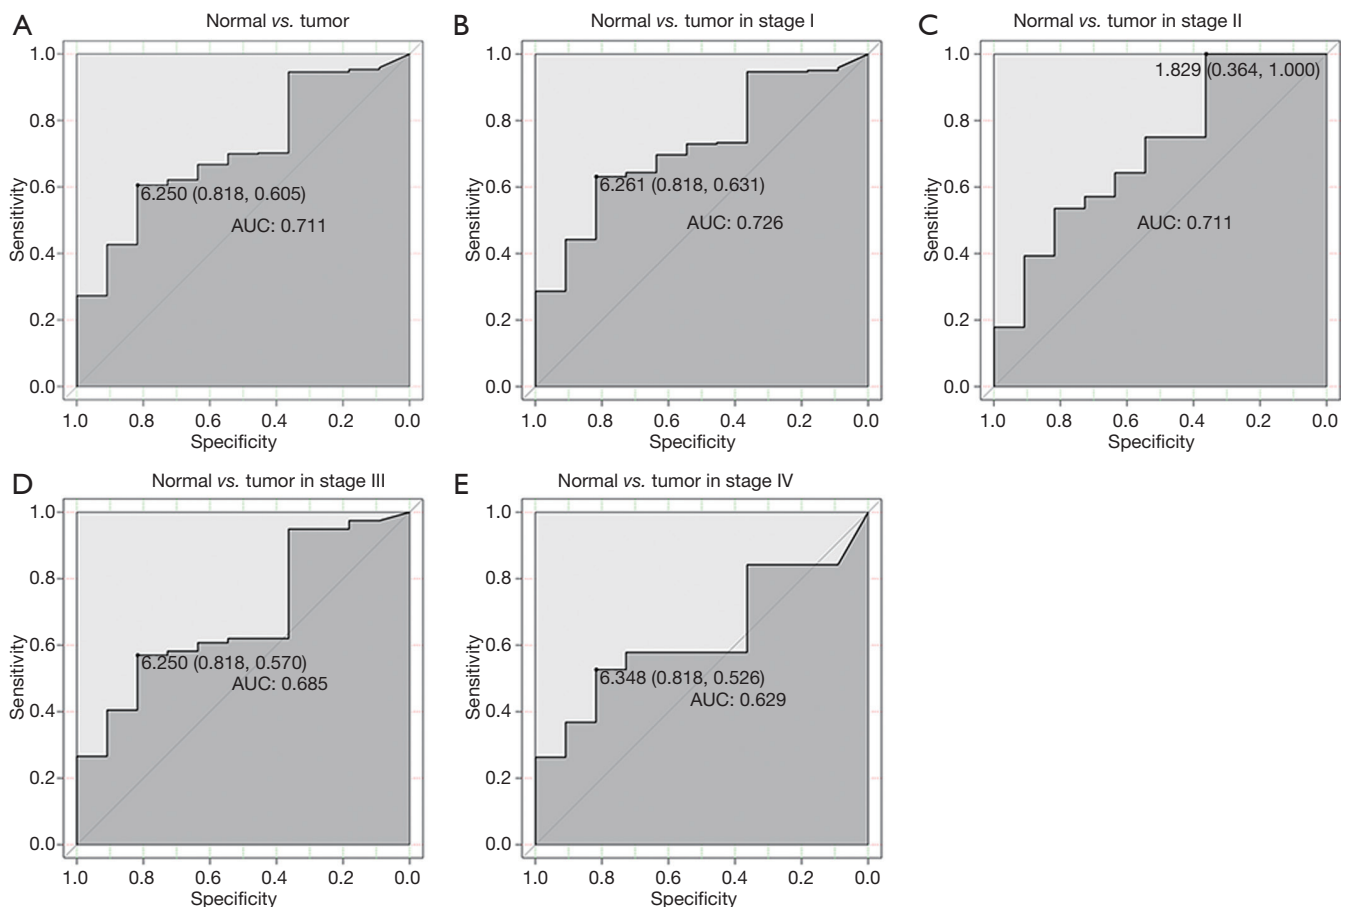 A
Normal vs. tumor
1.0
0.8
0.6
0.4
0.2
0.0
Sensitivity
6.250 (0.818, 0.605)
AUC: 0.711
1.0 0.8 0.6 0.4 0.2 0.0
Specificity
B
Normal vs. tumor in stage I
1.0
0.8
0.6
0.4
0.2
0.0
Sensitivity
6.261 (0.818, 0.631)
AUC: 0.726
1.0 0.8 0.6 0.4 0.2 0.0
Specificity
C
Normal vs. tumor in stage II
1.0
0.8
0.6
0.4
0.2
0.0
Sensitivity
1.829 (0.364, 1.000)
AUC: 0.711
1.0 0.8 0.6 0.4 0.2 0.0
Specificity
D
Normal vs. tumor in stage III
1.0
0.8
0.6
0.4
0.2
0.0
Sensitivity
6.250 (0.818, 0.570)
AUC: 0.685
1.0 0.8 0.6 0.4 0.2 0.0
Specificity
E
Normal vs. tumor in stage IV
1.0
0.8
0.6
0.4
0.2
0.0
Sensitivity
6.348 (0.818, 0.526)
AUC: 0.629
1.0 0.8 0.6 0.4 0.2 0.0
Specificity